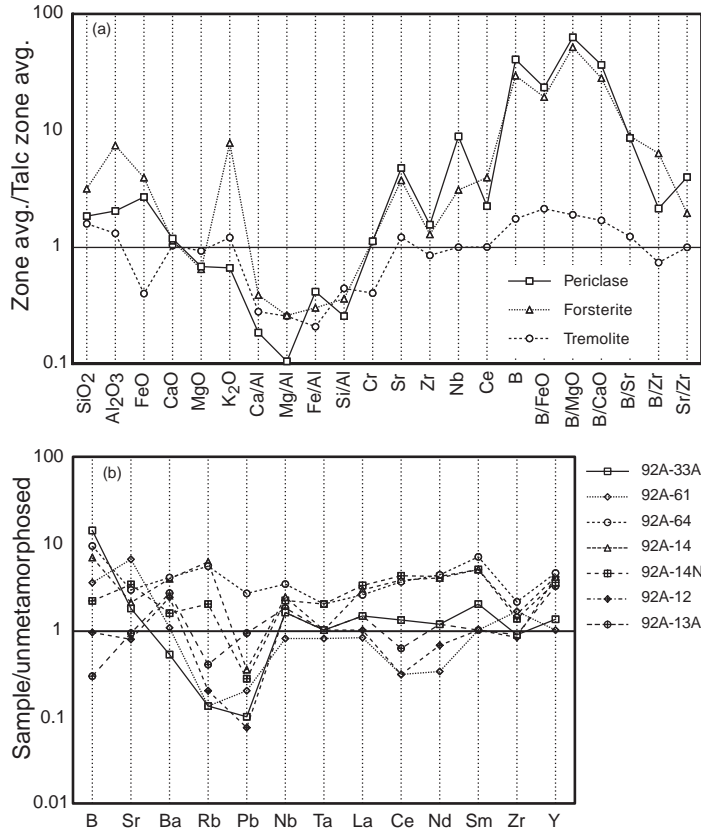 100
(a)
10
1
0.1
Zone avg./Talc zone avg.
Periclase
Forsterite
Tremolite
SiO2
Al2O3
FeO
CaO
MgO
K2O
Ca/Al
Mg/Al
Fe/Al
Si/Al
Cr
Sr
Zr
Nb
Ce
B
B/FeO
B/MgO
B/CaO
B/Sr
B/Zr
Sr/Zr
100
(b)
10
1
0.1
0.01
Sample/unmetamorphosed
92A-33A
92A-61
92A-64
92A-14
92A-14N
92A-12
92A-13A
B Sr Ba Rb Pb Nb Ta La Ce Nd Sm Zr Y